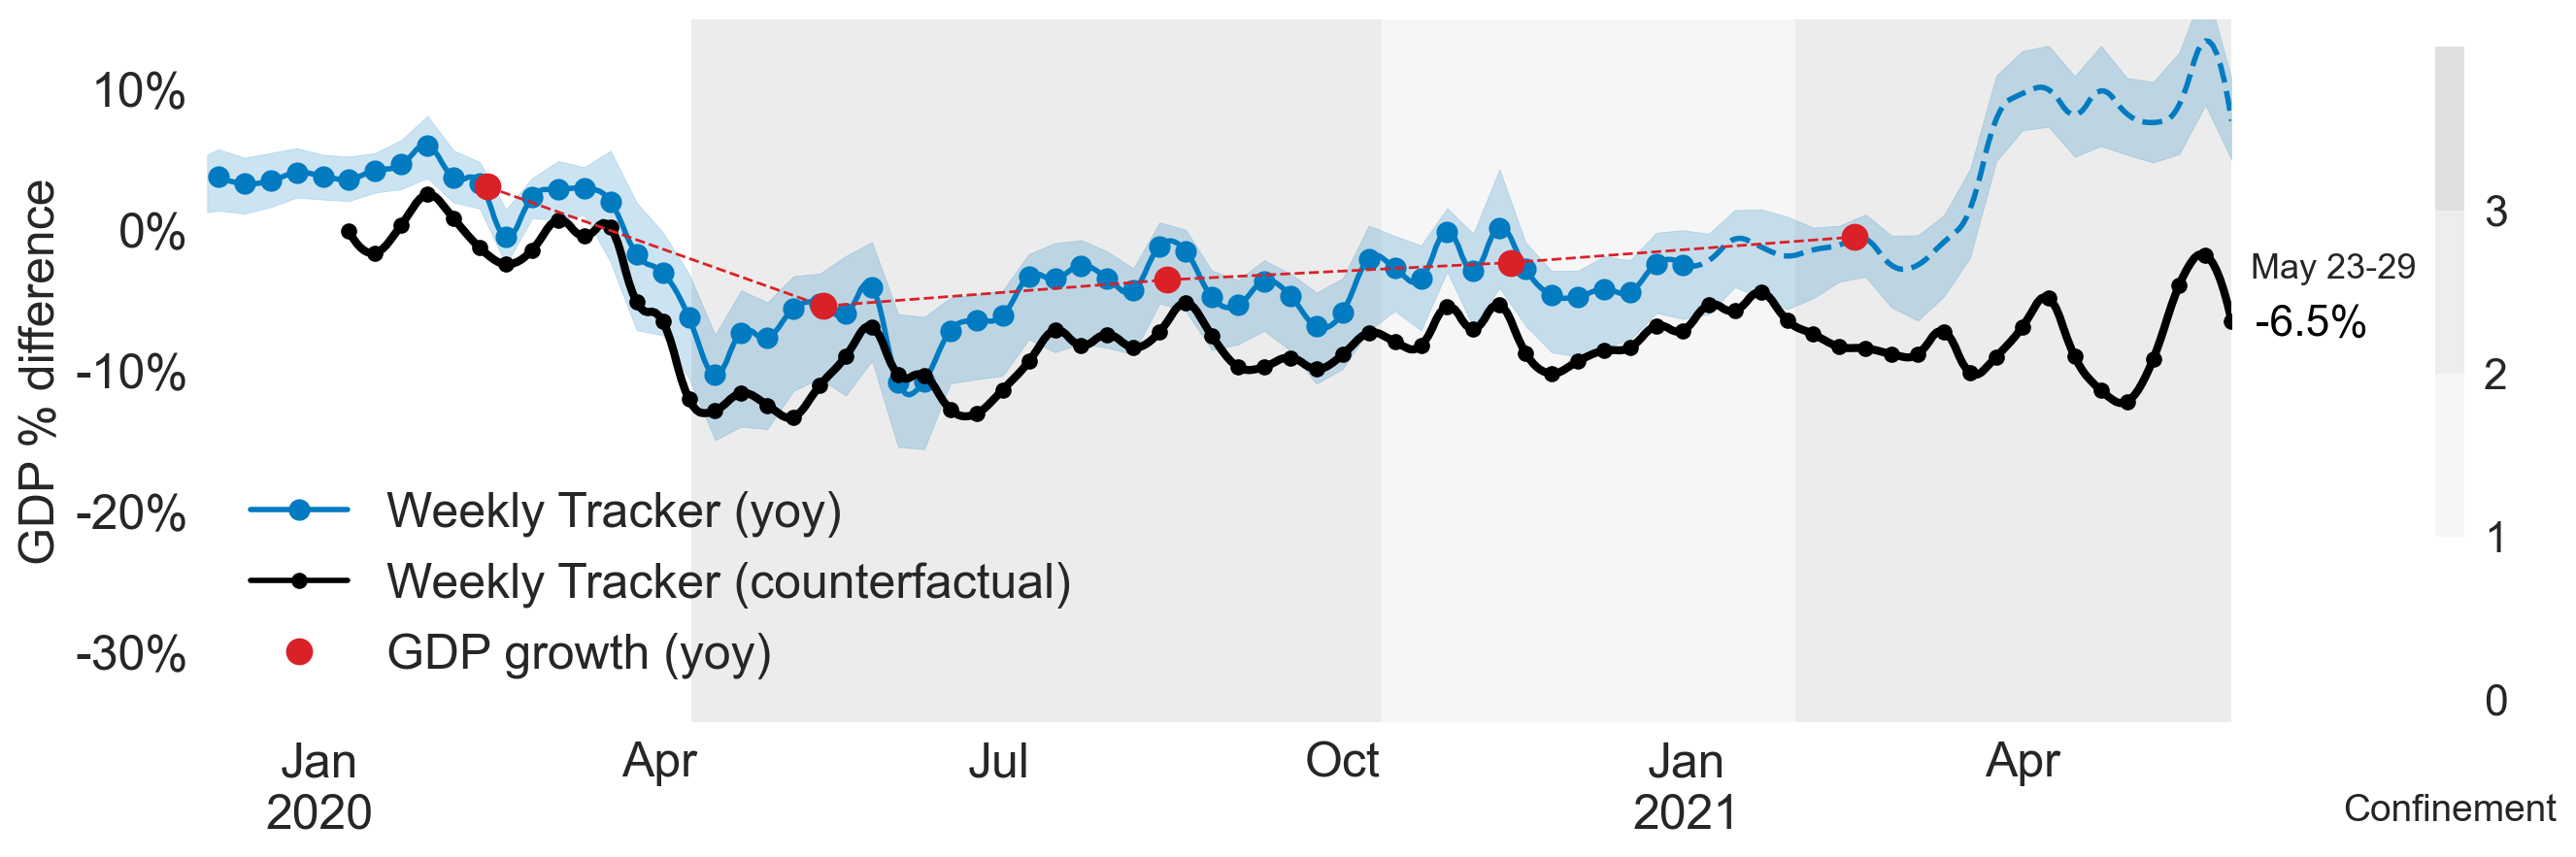 GDP % difference
10%
0%
-10%
-20%
-30%
Weekly Tracker (yoy)
Weekly Tracker (counterfactual)
GDP growth (yoy)
May 23-29
-6.5%
3
2
1
0
Jan
2020
Apr
Jul
Oct
Jan
2021
Apr
Confinement